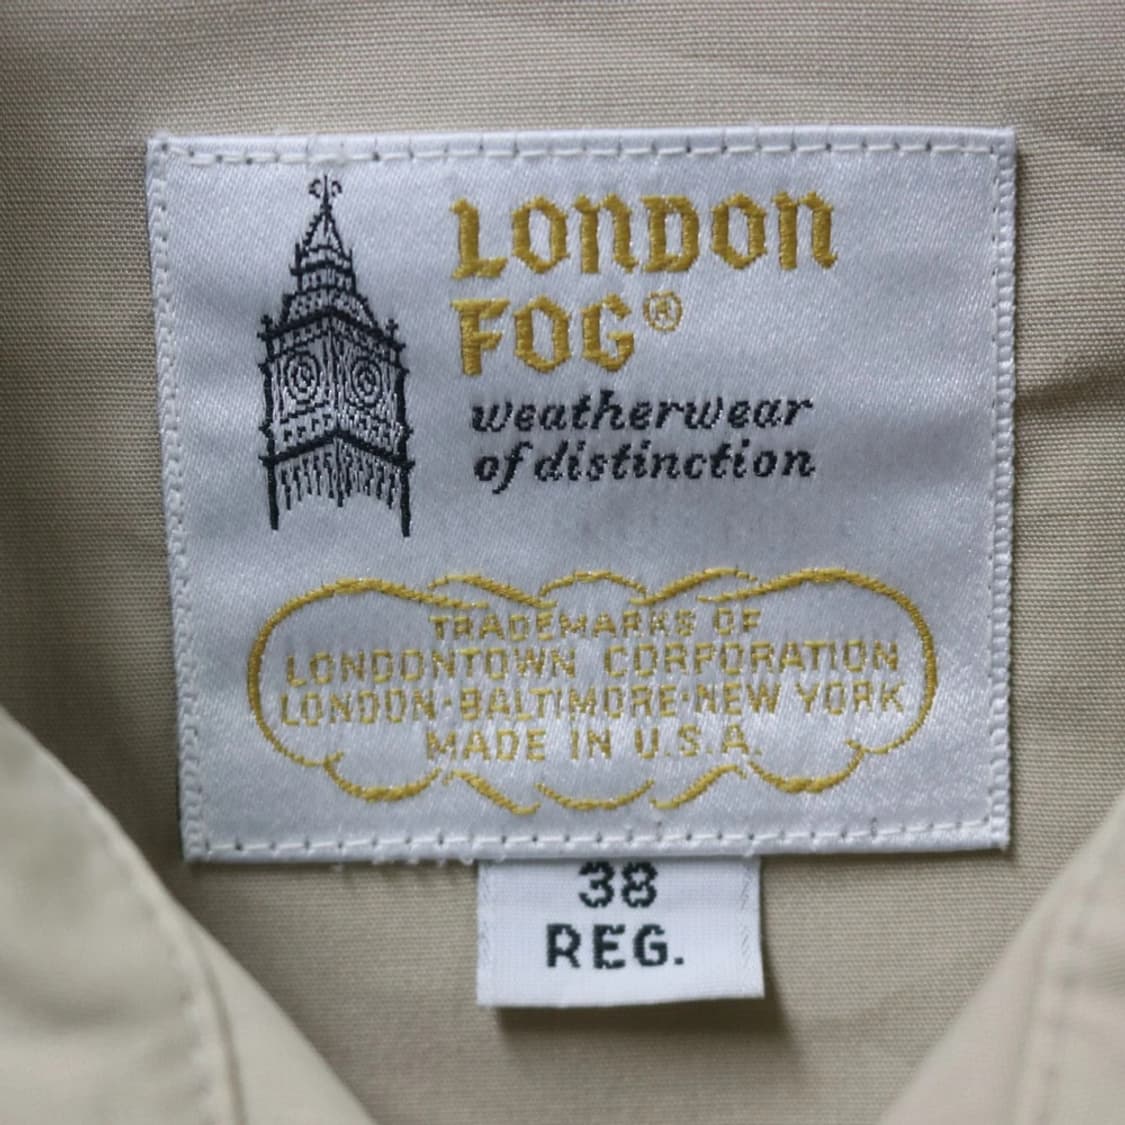 LONDON
FOG®
weatherwear
of distinction
TRADEMARKS OF
LONDONTOWN CORPORATION
LONDON·BALTIMORE·NEW YORK
MADE IN U.S.A.
38
REG.